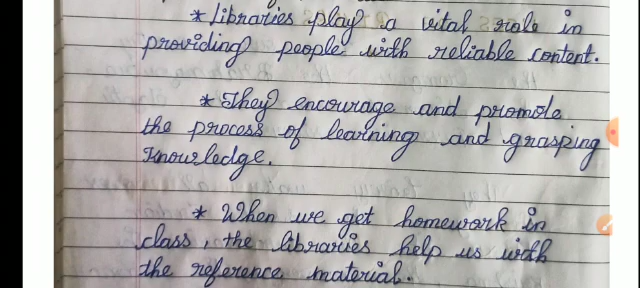 * Libraries play a vital role in
providing people with reliable content.
* They encourage and promote
the process of learning and grasping
knowledge.
* When we get homework in
class, the libraries help us with
the reference material.